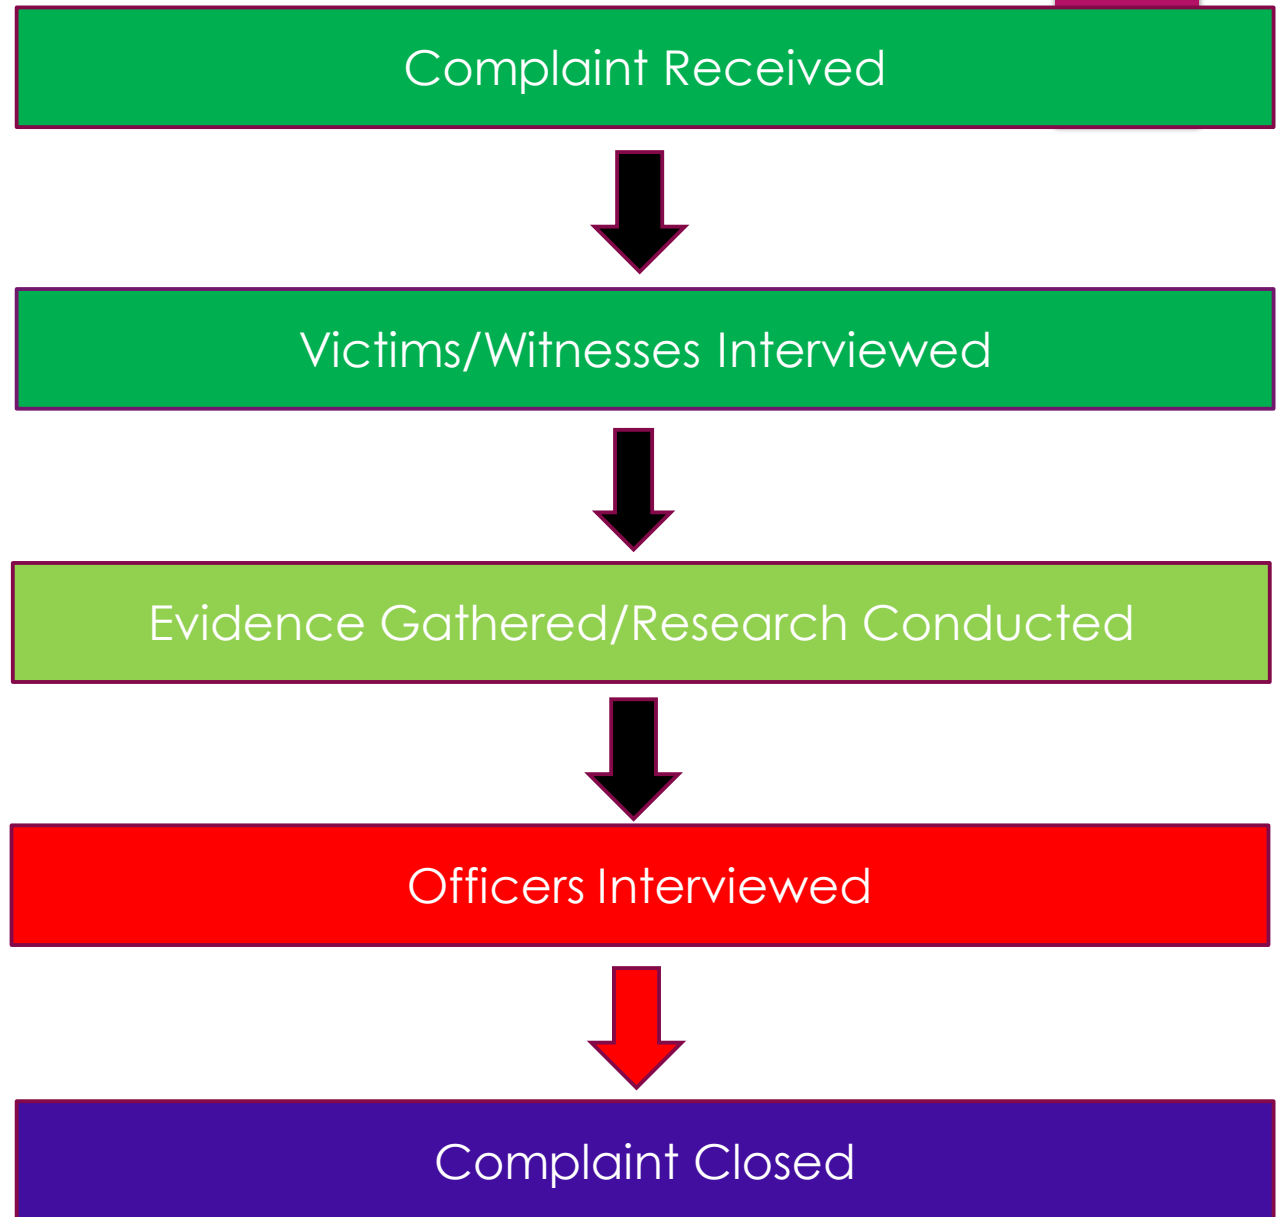 Complaint Received
Victims/Witnesses Interviewed
Evidence Gathered/Research Conducted
Officers Interviewed
Complaint Closed